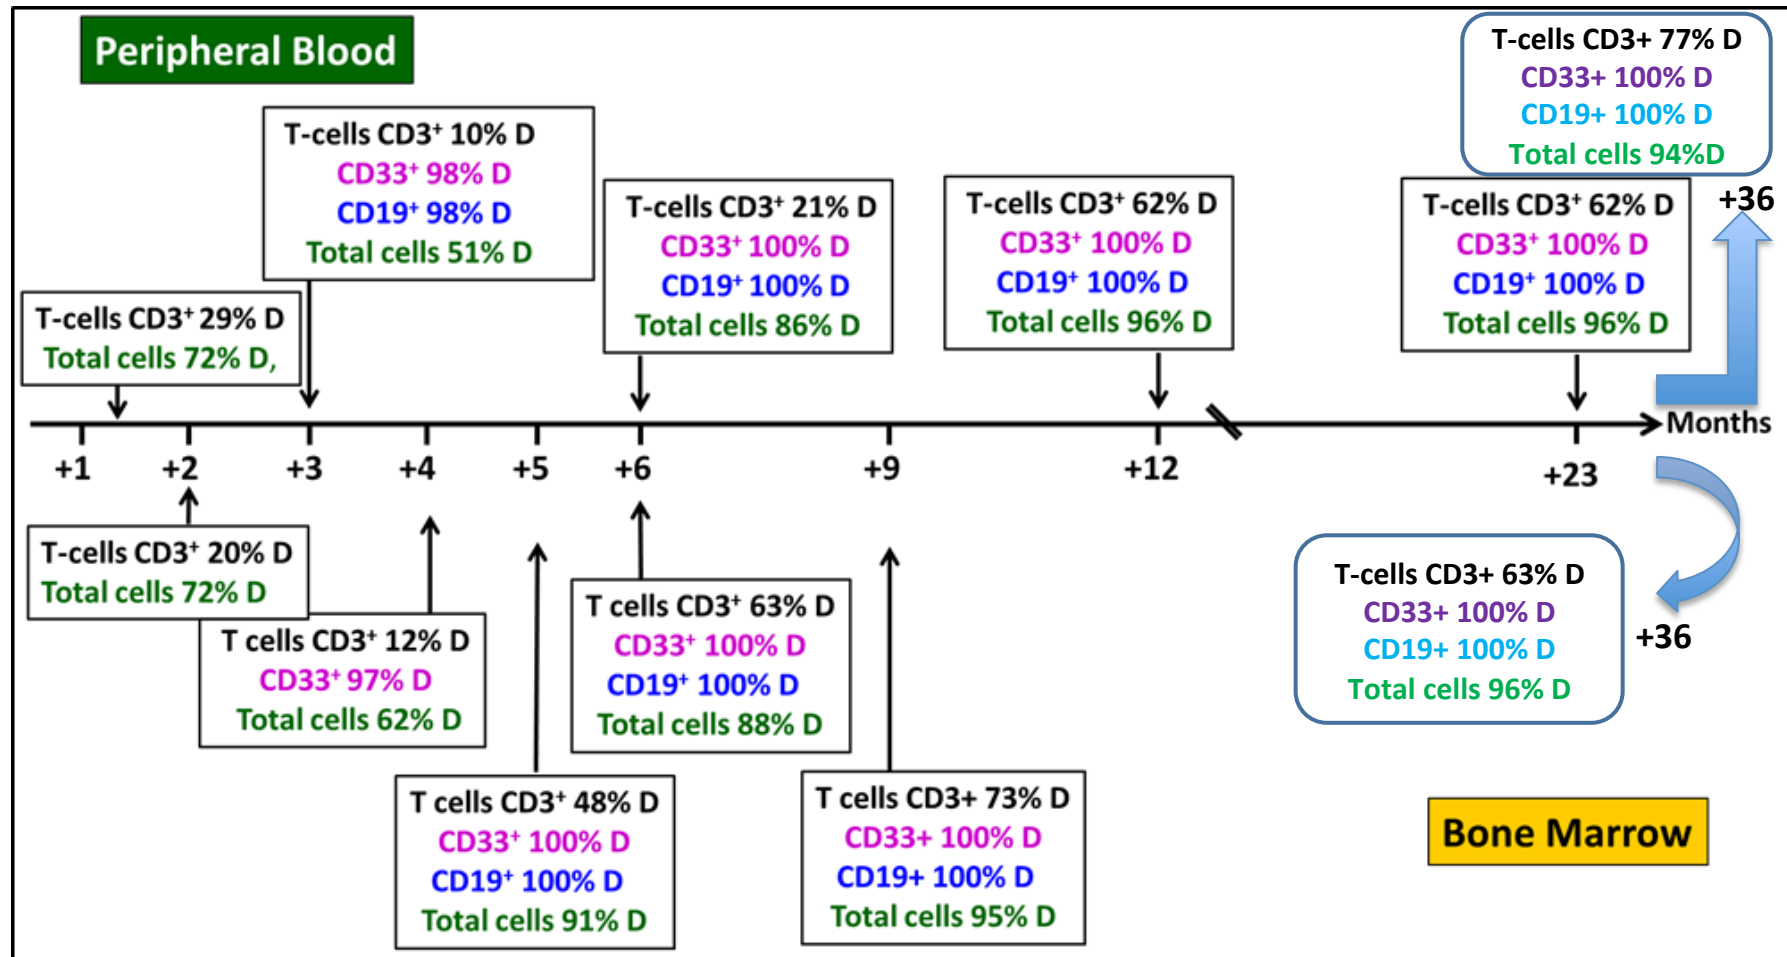 Peripheral Blood
T-cells CD3+ 77% D
CD33+ 100% D
CD19+ 100% D
Total cells 94%D
+36
T-cells CD3⁺ 10% D
CD33⁺ 98% D
CD19⁺ 98% D
Total cells 51% D
T-cells CD3⁺ 21% D
CD33⁺ 100% D
CD19⁺ 100% D
Total cells 86% D
T-cells CD3⁺ 62% D
CD33⁺ 100% D
CD19⁺ 100% D
Total cells 96% D
T-cells CD3⁺ 62% D
CD33⁺ 100% D
CD19⁺ 100% D
Total cells 96% D
T-cells CD3⁺ 29% D
Total cells 72% D,
Months
+1 +2 +3 +4 +5 +6 +9 +12 +23
T-cells CD3⁺ 20% D
Total cells 72% D
T cells CD3⁺ 12% D
CD33⁺ 97% D
Total cells 62% D
T cells CD3⁺ 48% D
CD33⁺ 100% D
CD19⁺ 100% D
Total cells 91% D
T cells CD3⁺ 63% D
CD33⁺ 100% D
CD19⁺ 100% D
Total cells 88% D
T cells CD3+ 73% D
CD33+ 100% D
CD19+ 100% D
Total cells 95% D
T-cells CD3+ 63% D
CD33+ 100% D
CD19+ 100% D
Total cells 96% D
+36
Bone Marrow